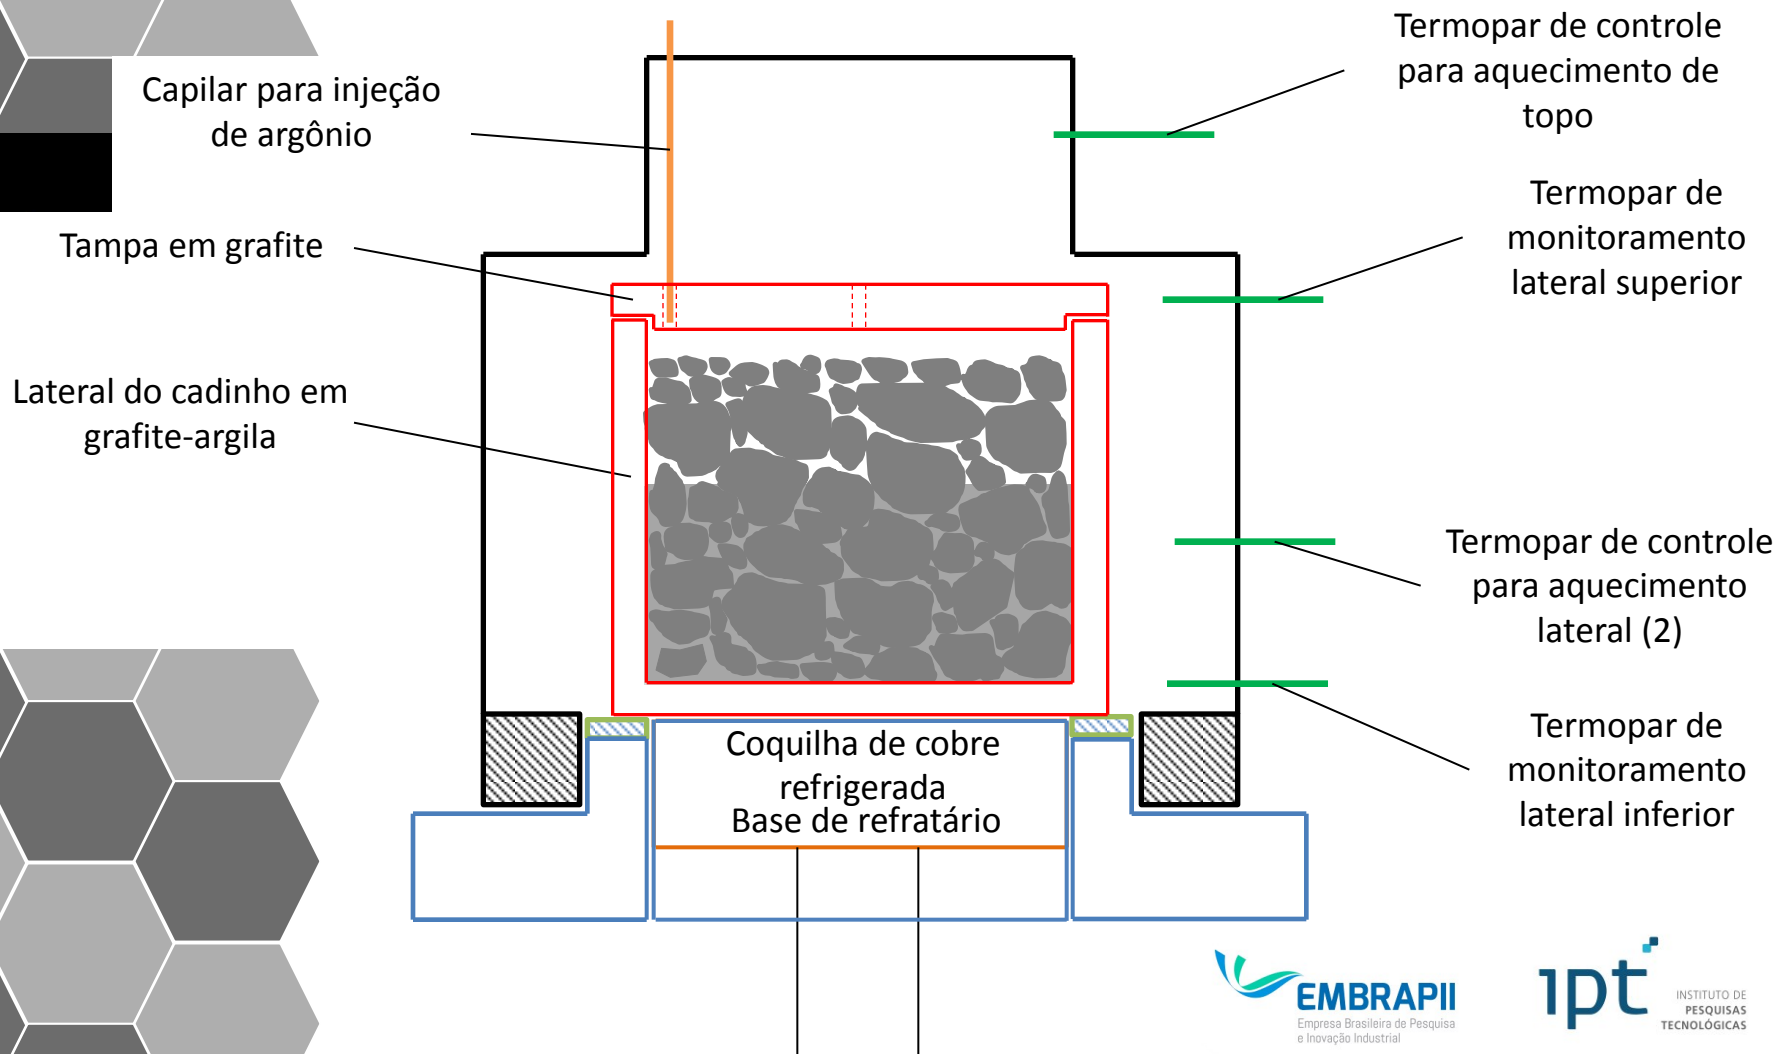 Capilar para injeção
de argônio
Tampa em grafite
Lateral do cadinho em
grafite-argila
Termopar de controle
para aquecimento de
topo
Termopar de
monitoramento
lateral superior
Termopar de controle
para aquecimento
lateral (2)
Termopar de
monitoramento
lateral inferior
Coquilha de cobre
refrigerada
Base de refratário
EMBRAPII
Empresa Brasileira de Pesquisa
e Inovação Industrial
ipt
INSTITUTO DE
PESQUISAS
TECNOLÓGICAS